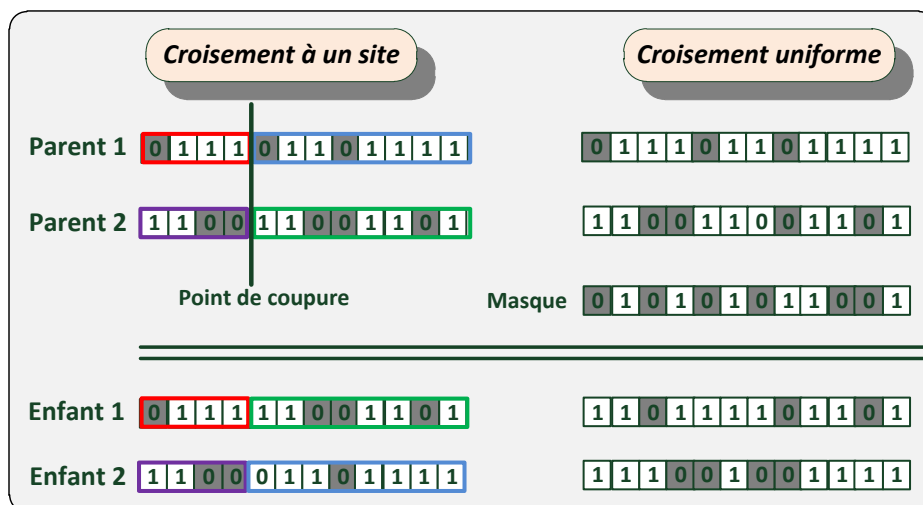 Croisement à un site Croisement uniforme
Parent 1 0 1 1 1 0 1 1 0 1 1 1 1 0 1 1 1 0 1 1 0 1 1 1 1
Parent 2 1 1 0 0 1 1 0 0 1 1 0 1 1 1 0 0 1 1 0 0 1 1 0 1
Point de coupure Masque 0 1 0 1 0 1 0 1 1 0 0 1
Enfant 1 0 1 1 1 1 1 0 0 1 1 0 1 1 1 0 1 1 1 1 0 1 1 0 1
Enfant 2 1 1 0 0 0 1 1 0 1 1 1 1 1 1 1 0 0 1 0 0 1 1 1 1